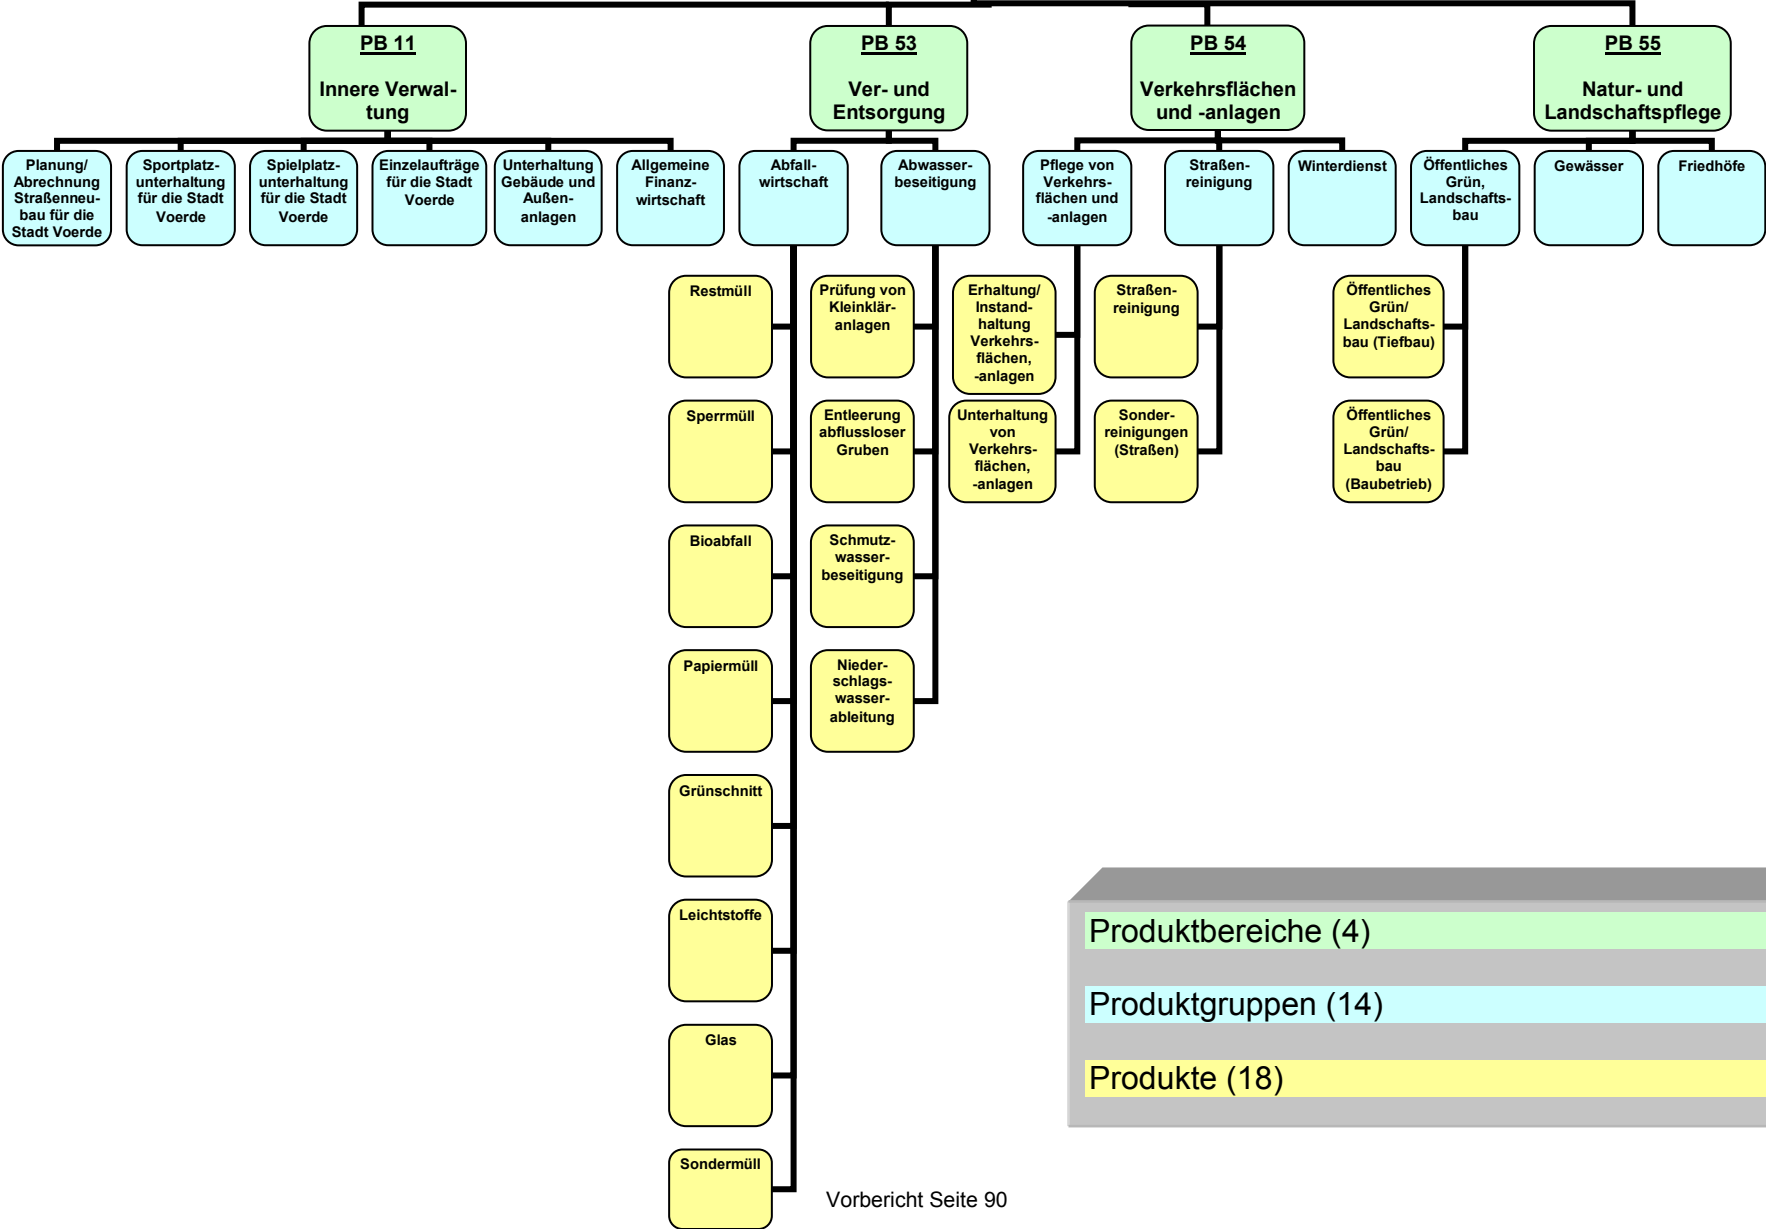 PB 11
Innere Verwal-
tung
PB 53
Ver- und
Entsorgung
PB 54
Verkehrsflächen
und -anlagen
PB 55
Natur- und
Landschaftspflege
Planung/
Abrechnung
Straßenneu-
bau für die
Stadt Voerde
Sportplatz-
unterhaltung
für die Stadt
Voerde
Spielplatz-
unterhaltung
für die Stadt
Voerde
Einzelaufträge
für die Stadt
Voerde
Unterhaltung
Gebäude und
Außen-
anlagen
Allgemeine
Finanz-
wirtschaft
Abfall-
wirtschaft
Abwasser-
beseitigung
Pflege von
Verkehrs-
flächen und
-anlagen
Straßen-
reinigung
Winterdienst
Öffentliches
Grün,
Landschafts-
bau
Gewässer
Friedhöfe
Restmüll
Sperrmüll
Bioabfall
Papiermüll
Grünschnitt
Leichtstoffe
Glas
Sondermüll
Prüfung von
Kleinklär-
anlagen
Entleerung
abflussloser
Gruben
Schmutz-
wasser-
beseitigung
Nieder-
schlags-
wasser-
ableitung
Erhaltung/
Instand-
haltung
Verkehrs-
flächen,
-anlagen
Unterhaltung
von
Verkehrs-
flächen,
-anlagen
Straßen-
reinigung
Sonder-
reinigungen
(Straßen)
Öffentliches
Grün/
Landschafts-
bau (Tiefbau)
Öffentliches
Grün/
Landschafts-
bau
(Baubetrieb)
Produktbereiche (4)
Produktgruppen (14)
Produkte (18)
Vorbericht Seite 90